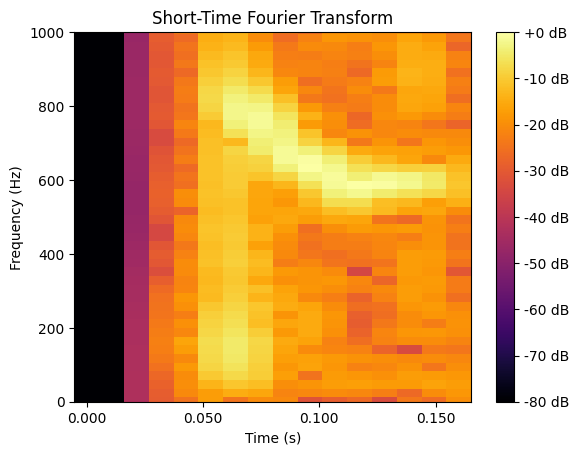 Short-Time Fourier Transform
1000
800
600
400
200
0
Frequency (Hz)
0.000
0.050
0.100
0.150
Time (s)
+0 dB
-10 dB
-20 dB
-30 dB
-40 dB
-50 dB
-60 dB
-70 dB
-80 dB